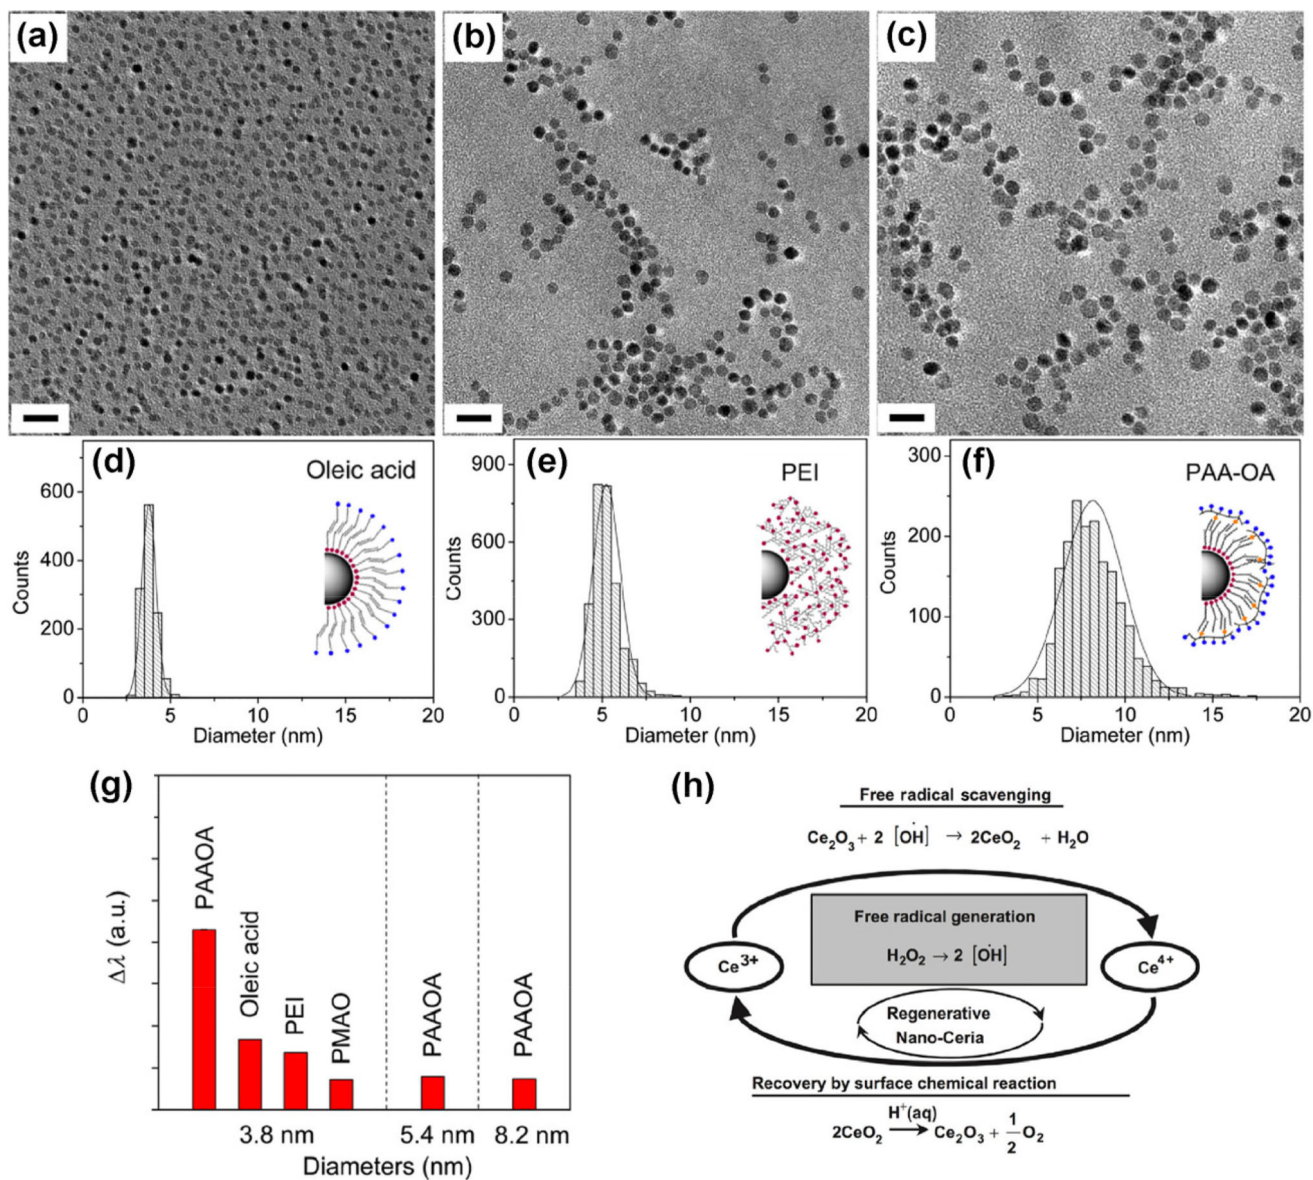 (a)
(b)
(c)
(d)
Oleic acid
600
400
200
0
Counts
0 5 10 15 20
Diameter (nm)
(e)
PEI
900
600
300
0
Counts
0 5 10 15 20
Diameter (nm)
(f)
PAA-OA
300
200
100
0
Counts
0 5 10 15 20
Diameter (nm)
(g)
Δλ (a.u.)
PAAOA
Oleic acid
PEI
PMAO
PAAOA
PAAOA
3.8 nm 5.4 nm 8.2 nm
Diameters (nm)
(h)
Free radical scavenging
Ce₂O₃ + 2 [OḢ] → 2CeO₂ + H₂O
Free radical generation
H₂O₂ → 2 [OḢ]
Ce³⁺
Ce⁴⁺
Regenerative
Nano-Ceria
Recovery by surface chemical reaction
H⁺(aq)
2CeO₂ ⟶ Ce₂O₃ + 1/2 O₂